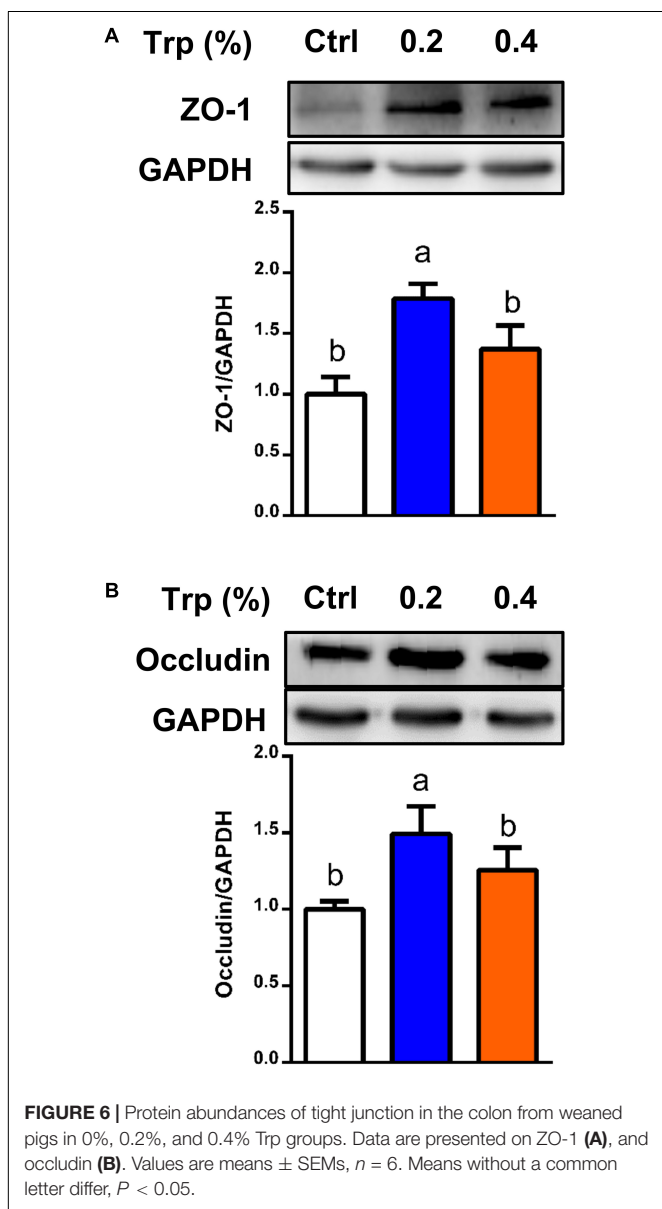 A Trp (%) Ctrl 0.2 0.4
ZO-1
GAPDH
2.5
2.0
1.5
1.0
0.5
0.0
ZO-1/GAPDH
b
a
b
B Trp (%) Ctrl 0.2 0.4
Occludin
GAPDH
2.0
1.5
1.0
0.5
0.0
Occludin/GAPDH
b
a
b
FIGURE 6 | Protein abundances of tight junction in the colon from weaned
pigs in 0%, 0.2%, and 0.4% Trp groups. Data are presented on ZO-1 (A), and
occludin (B). Values are means ± SEMs, n = 6. Means without a common
letter differ, P < 0.05.